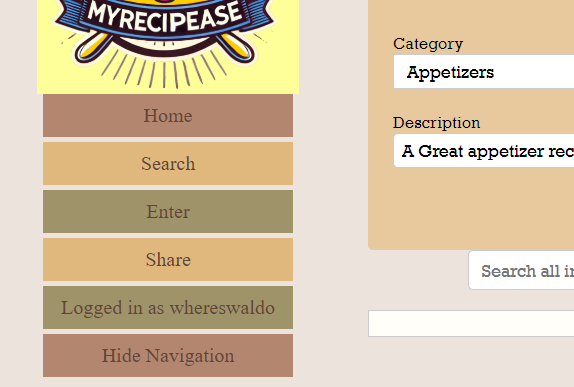 MYRECIPEASE
Home
Search
Enter
Share
Logged in as whereswaldo
Hide Navigation
Category
Appetizers
Description
A Great appetizer rec
Search all in